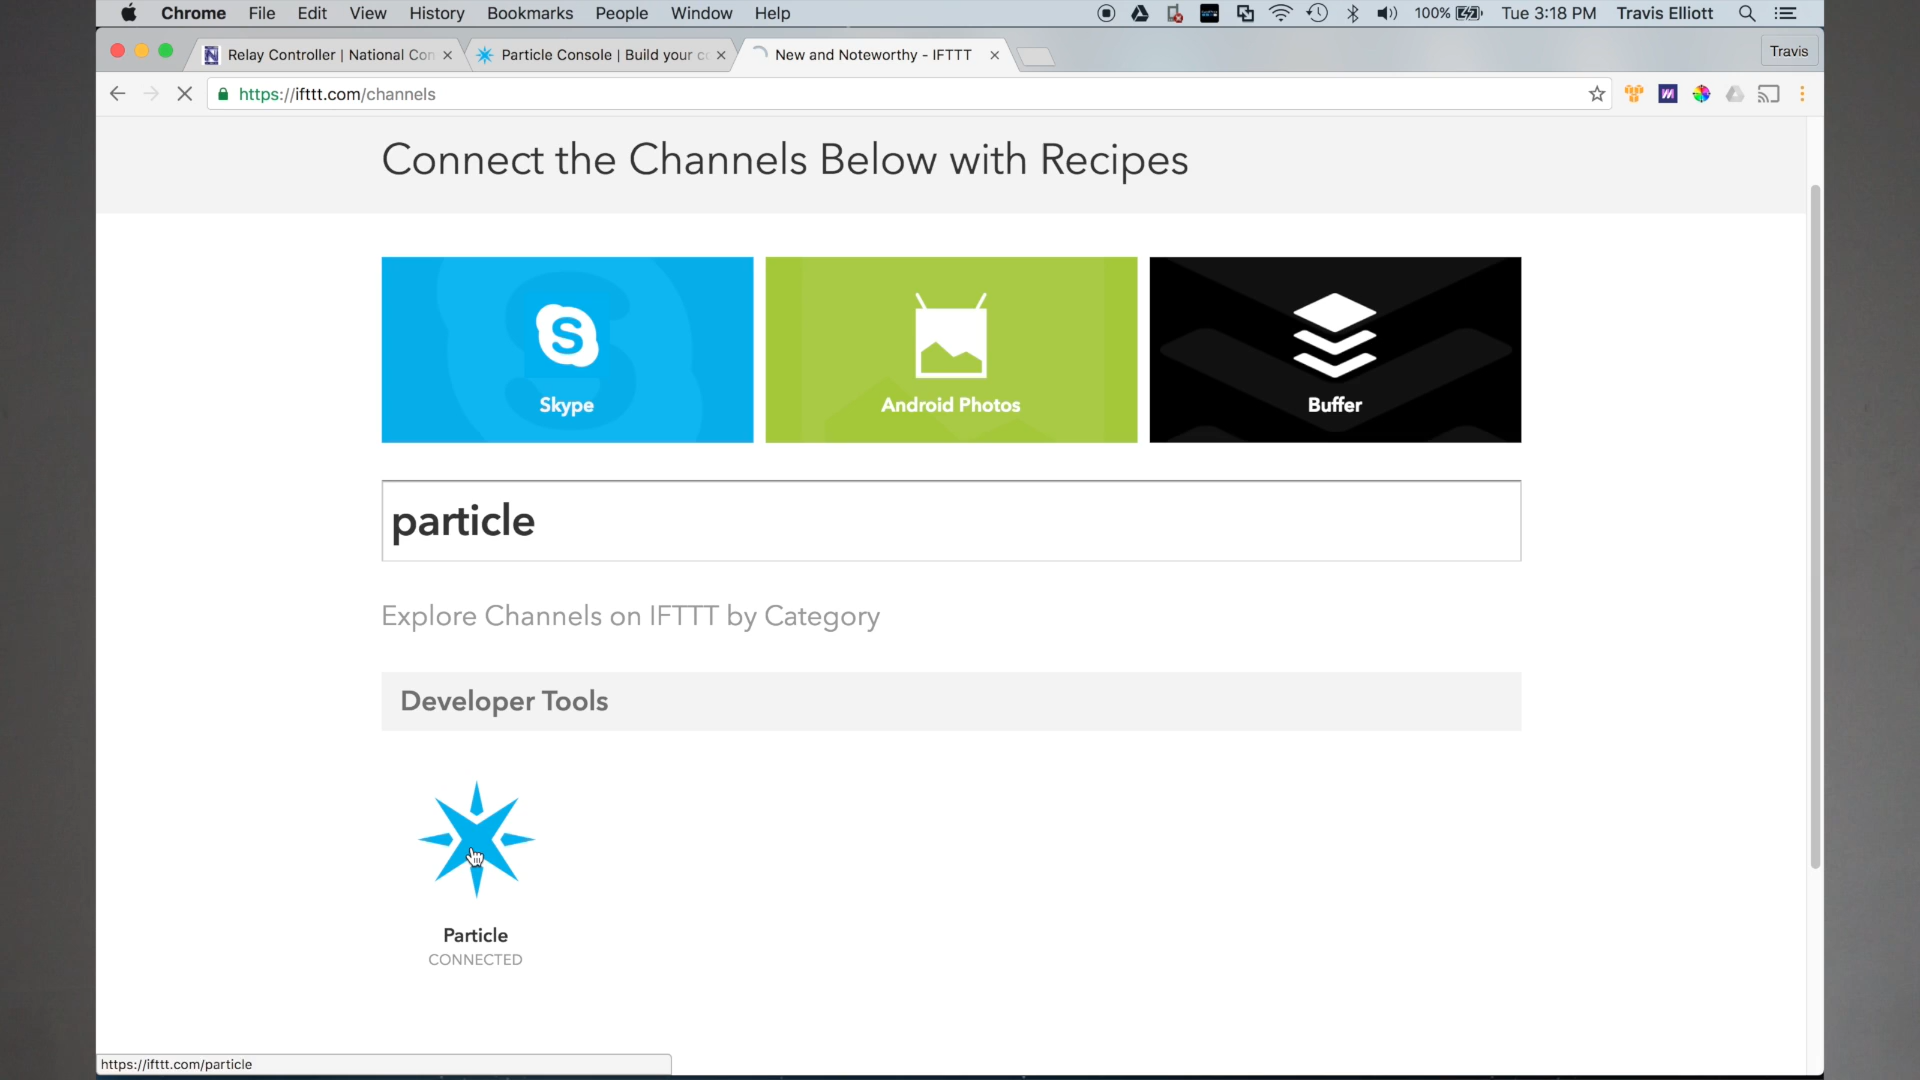 Chrome File Edit View History Bookmarks People Window Help 100% Tue 3:18 PM Travis Elliott
Relay Controller | National Con Particle Console | Build your c New and Noteworthy - IFTTT Travis
https://ifttt.com/channels
Connect the Channels Below with Recipes
Skype
Android Photos
Buffer
particle
Explore Channels on IFTTT by Category
Developer Tools
Particle
CONNECTED
https://ifttt.com/particle